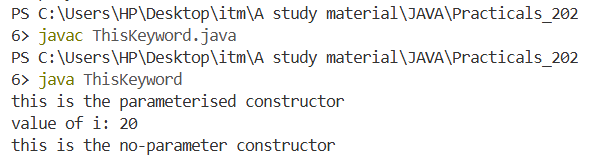 PS C:\Users\HP\Desktop\itm\A study material\JAVA\Practicals_202
6> javac ThisKeyword.java
PS C:\Users\HP\Desktop\itm\A study material\JAVA\Practicals_202
6> java ThisKeyword
this is the parameterised constructor
value of i: 20
this is the no-parameter constructor